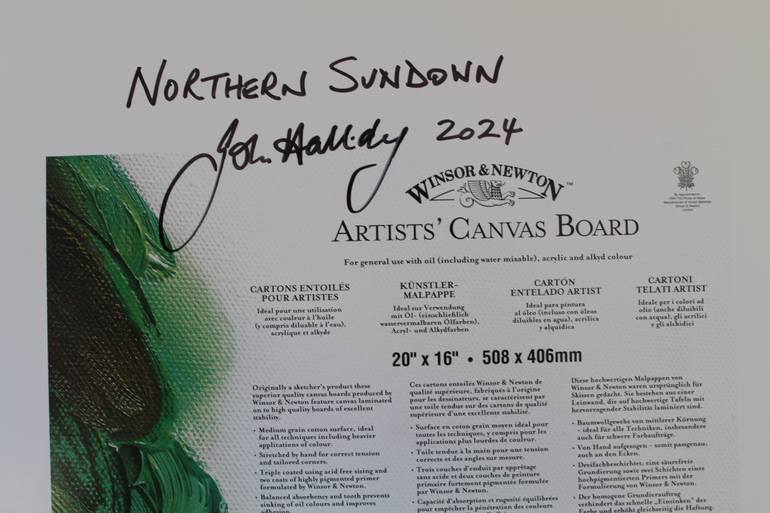 NORTHERN SUNDOWN
John Halliday 2024
WINSOR & NEWTON™
ARTISTS' CANVAS BOARD
For general use with oil (including water mixable), acrylic and alkyd colour
CARTONS ENTOILÉS
POUR ARTISTES
Idéal pour une utilisation
avec couleur à l'huile
(y compris diluable à l'eau),
acrylique et alkyde
KÜNSTLER-
MALPAPPE
Ideal zur Verwendung
mit Öl- (einschließlich
wasservermalbaren Ölfarben),
Acryl- und Alkydfarben
CARTÓN
ENTELADO ARTIST
Ideal para pintura
al óleo (incluso con óleos
diluibles en agua), acrílica
y alquídica
CARTONI
TELATI ARTIST
Ideale per i colori ad
olio (anche diluibili
con acqua), gli acrilici
e gli alchidici
20" x 16" • 508 x 406mm
Originally a sketcher's product these
superior quality canvas boards produced by
Winsor & Newton feature canvas laminated
on to high quality boards of excellent
stability.
• Medium grain cotton surface, ideal
for all techniques including heavier
applications of colour.
• Stretched by hand for correct tension
and tailored corners.
• Triple coated using acid free sizing and
two coats of highly pigmented primer
formulated by Winsor & Newton.
• Balanced absorbency and tooth prevents
sinking of oil colours and improves
adhesion.
Ces cartons entoilés Winsor & Newton de
qualité supérieure, fabriqués à l'origine
pour les dessinateurs, se caractérisent par
une toile tendue sur des cartons de qualité
supérieure d'une excellente stabilité.
• Surface en coton grain moyen idéal pour
toutes les techniques, y compris pour les
applications plus lourdes de couleur.
• Toile tendue à la main pour une tension
correcte et des angles sur mesure.
• Trois couches d'enduit par apprêtage
sans acide et deux couches de peinture
primaire fortement pigmentée formulée
par Winsor & Newton.
• Capacité d'absorption et rugosité équilibrées
pour empêcher la pénétration des couleurs
Diese hochwertigen Malpappen von
Winsor & Newton waren ursprünglich für
Skizzen gedacht. Sie bestehen aus einer
Leinwand, die auf hochwertige Tafeln mit
hervorragender Stabilität laminiert sind.
• Baumwollgewebe von mittlerer Körnung
- ideal für alle Techniken, insbesondere
auch für schwere Farbaufträge.
• Von Hand aufgezogen - somit passgenau,
auch an den Ecken.
• Dreifachbeschichtet, eine säurefreie
Grundierung sowie zwei Schichten eines
hochpigmentierten Primers mit der
Formulierung von Winsor & Newton.
• Der homogene Grundierauftrag
verhindert das schnelle „Einsinken" der
Farbe und erhöht gleichzeitig die Haftung.